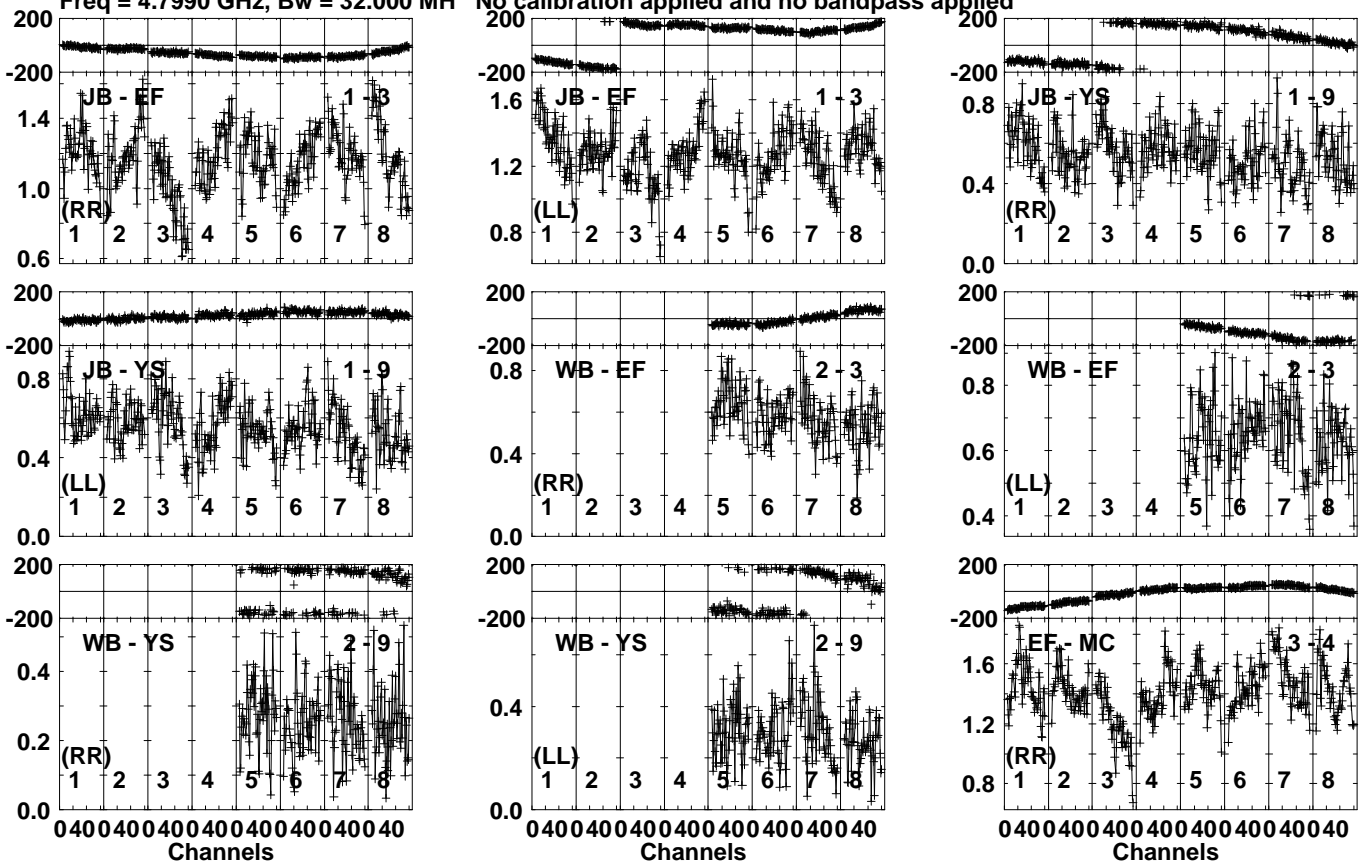 Freq = 4.7990 GHz, Bw = 32.000 MH No calibration applied and no bandpass applied
200 200 200
-200 -200 -200
JB - EF 1 - 3 JB - EF 1 - 3 JB - YS 1 - 9
1.4 1.6 0.8
1.0 1.2 0.4
(RR) (LL) (RR)
1 2 3 4 5 6 7 8 1 2 3 4 5 6 7 8 1 2 3 4 5 6 7 8
0.6 0.8 0.0
200 200 200
-200 -200 -200
JB - YS 1 - 9 WB - EF 2 - 3 WB - EF 2 - 3
0.8 0.8 0.8
0.4 0.4 0.6
(LL) (RR) (LL)
1 2 3 4 5 6 7 8 1 2 3 4 5 6 7 8 1 2 3 4 5 6 7 8
0.0 0.0 0.4
200 200 200
-200 -200 -200
WB - YS 2 - 9 WB - YS 2 - 9 EF - MC 3 - 4
0.4 0.4 1.6
0.2 1.2
(RR) (LL) (RR)
1 2 3 4 5 6 7 8 1 2 3 4 5 6 7 8 1 2 3 4 5 6 7 8
0.0 0.0 0.8
0 40 0 40 0 40 0 40 0 40 0 40 0 40 0 40 0 40 0 40 0 40 0 40 0 40 0 40 0 40 0 40 0 40 0 40 0 40 0 40 0 40 0 40 0 40 0 40
Channels Channels Channels